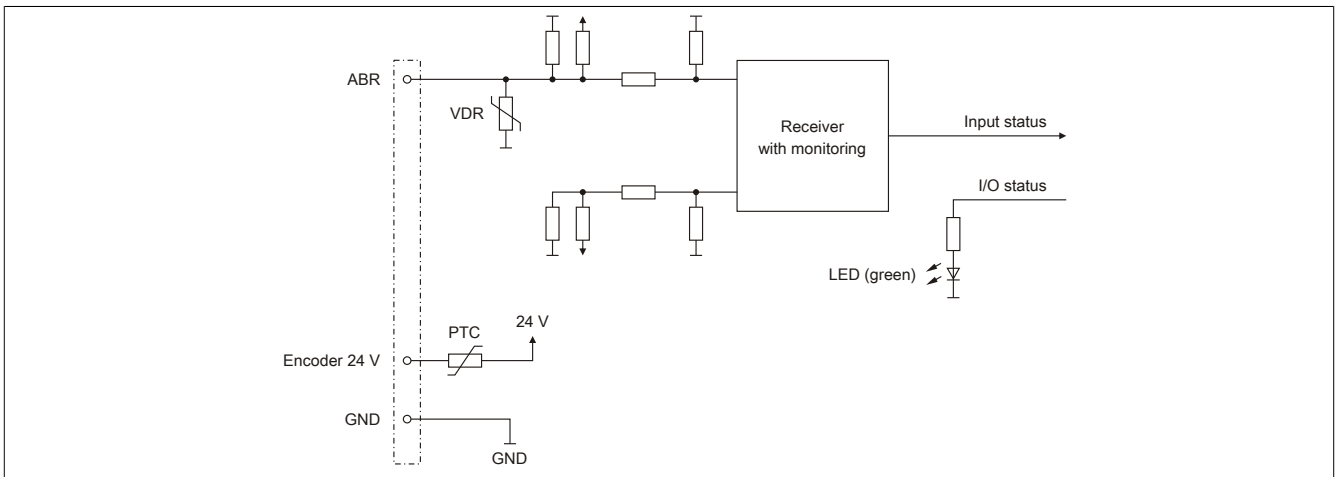 ABR
VDR
Receiver
with monitoring
Input status
I/O status
LED (green)
PTC
24 V
Encoder 24 V
GND
GND